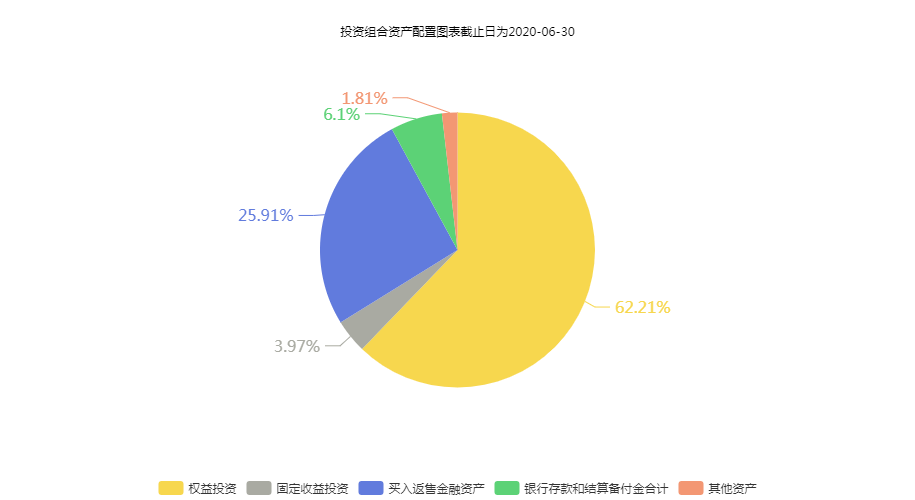 投资组合资产配置图表截止日为2020-06-30
1.81%
6.1%
25.91%
62.21%
3.97%
权益投资 固定收益投资 买入返售金融资产 银行存款和结算备付金合计 其他资产